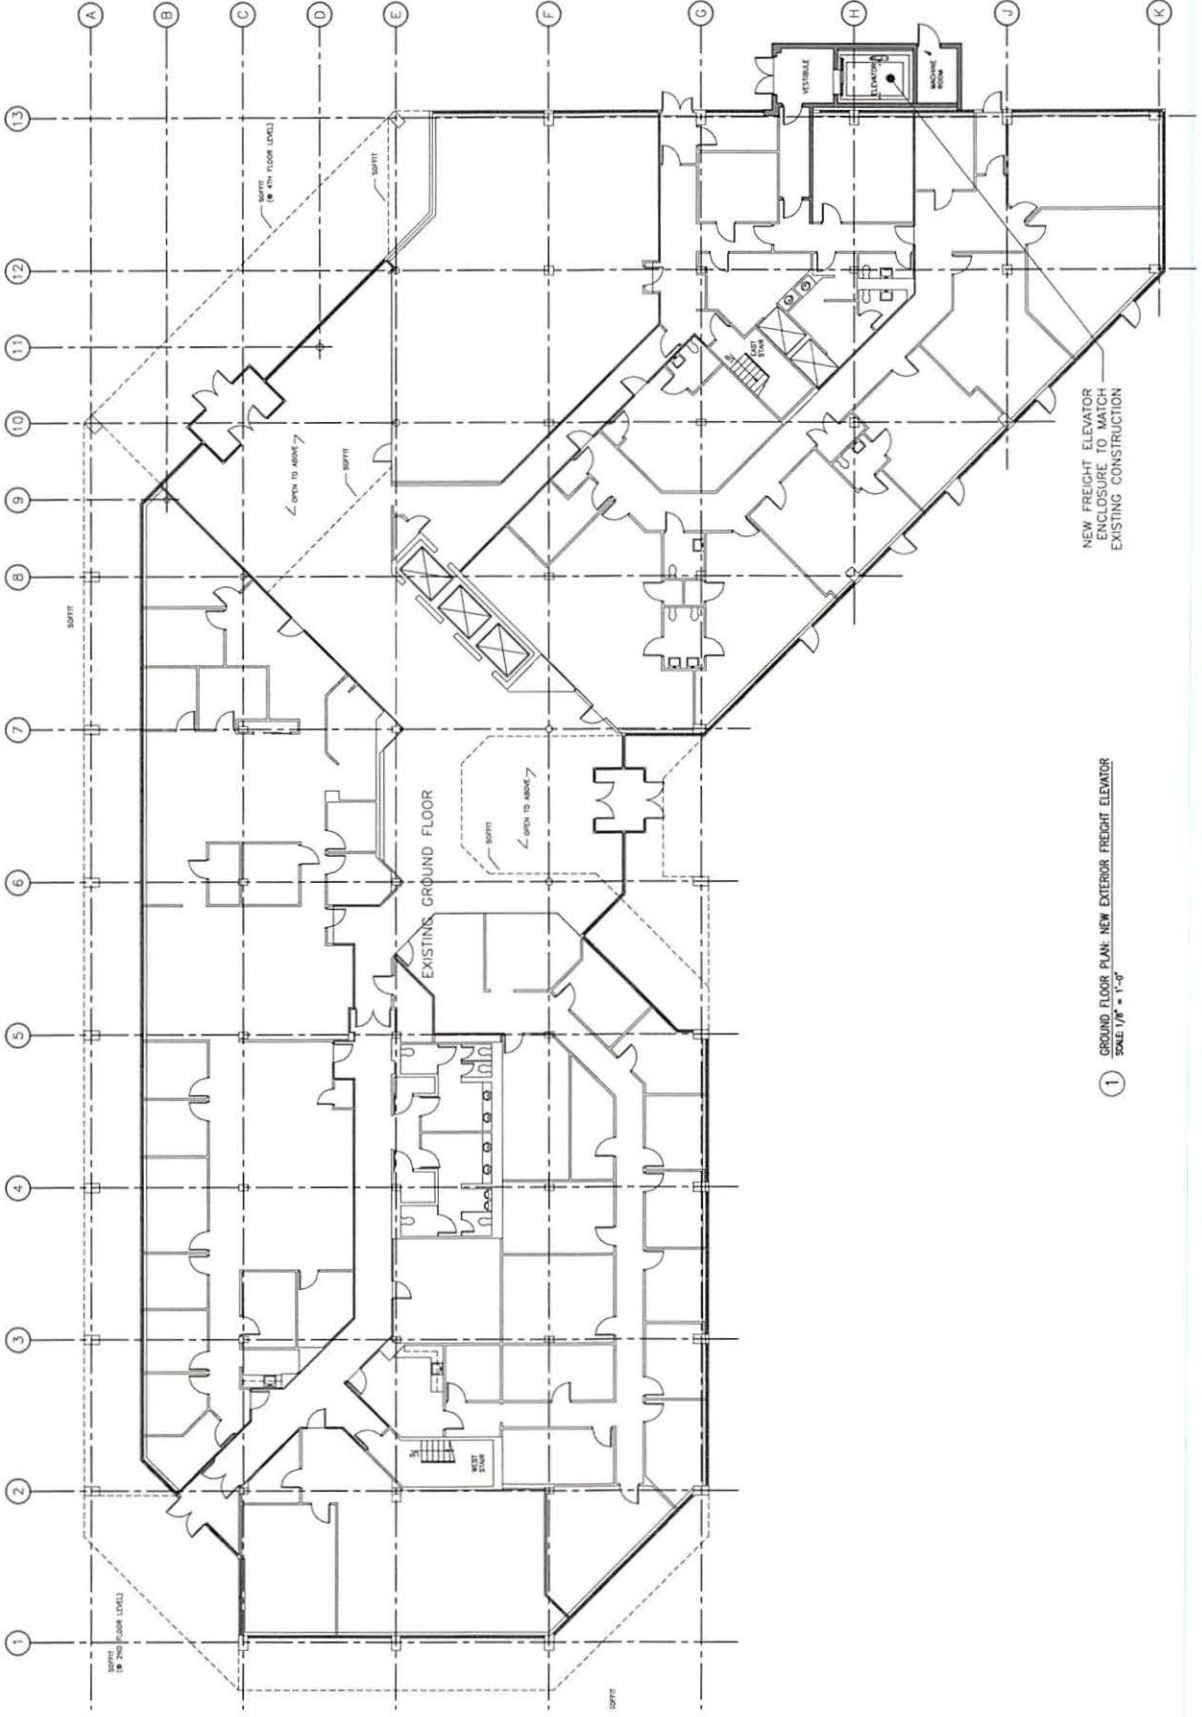 A
B
C
D
E
F
G
H
J
K
13
12
11
10
9
8
7
6
5
4
3
2
1
SOFFIT
(@ 4TH FLOOR LEVEL)
SOFFIT
VESTIBULE
ELEVATOR
MACHINE
ROOM
OPEN TO ABOVE
SOFFIT
EAST
STAIR
NEW FREIGHT ELEVATOR
ENCLOSURE TO MATCH
EXISTING CONSTRUCTION
SOFFIT
EXISTING GROUND FLOOR
SOFFIT
OPEN TO ABOVE
WEST
STAIR
SOFFIT
(@ 2ND FLOOR LEVEL)
SOFFIT
1
GROUND FLOOR PLAN: NEW EXTERIOR FREIGHT ELEVATOR
SCALE: 1/8" = 1'-0"